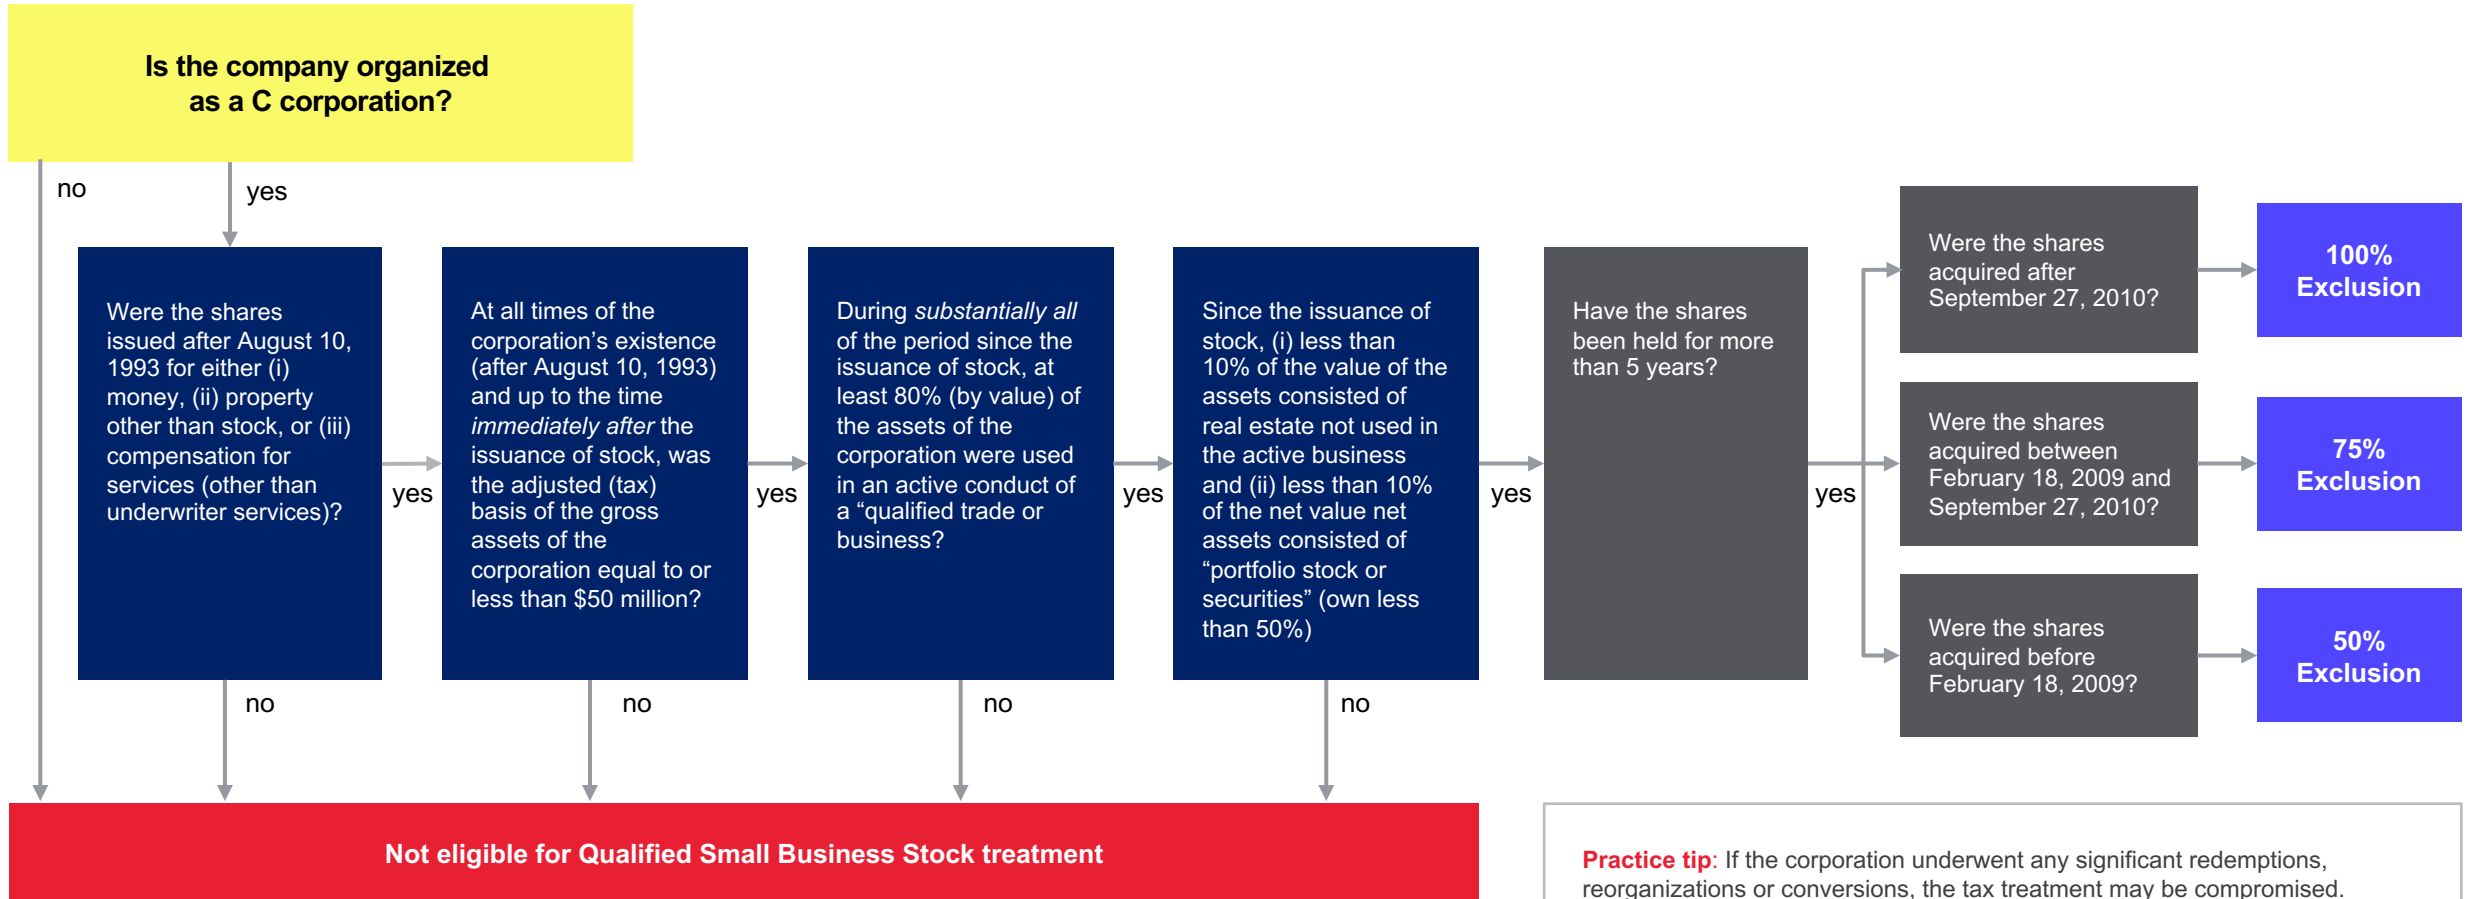 Is the company organized
as a C corporation?
no
yes
Were the shares
issued after August 10,
1993 for either (i)
money, (ii) property
other than stock, or (iii)
compensation for
services (other than
underwriter services)?
yes
no
At all times of the
corporation’s existence
(after August 10, 1993)
and up to the time
immediately after the
issuance of stock, was
the adjusted (tax)
basis of the gross
assets of the
corporation equal to or
less than $50 million?
yes
no
During substantially all
of the period since the
issuance of stock, at
least 80% (by value) of
the assets of the
corporation were used
in an active conduct of
a “qualified trade or
business?
yes
no
Since the issuance of
stock, (i) less than
10% of the value of the
assets consisted of
real estate not used in
the active business
and (ii) less than 10%
of the net value net
assets consisted of
“portfolio stock or
securities” (own less
than 50%)
yes
no
Have the shares
been held for more
than 5 years?
yes
Were the shares
acquired after
September 27, 2010?
100%
Exclusion
Were the shares
acquired between
February 18, 2009 and
September 27, 2010?
75%
Exclusion
Were the shares
acquired before
February 18, 2009?
50%
Exclusion
Not eligible for Qualified Small Business Stock treatment
Practice tip: If the corporation underwent any significant redemptions,
reorganizations or conversions, the tax treatment may be compromised.